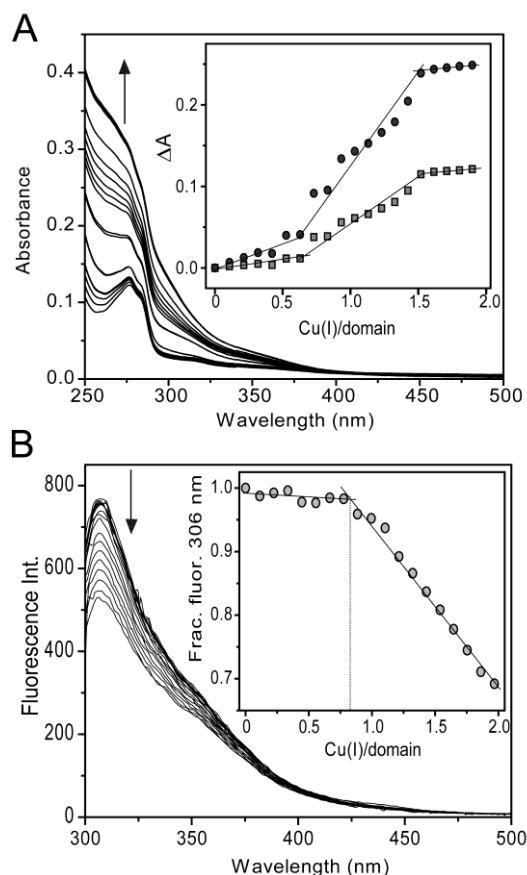 A
Absorbance
0.4
0.3
0.2
0.1
0.0
250 300 350 400 450 500
Wavelength (nm)
ΔA
0.2
0.1
0.0
0.0 0.5 1.0 1.5 2.0
Cu(I)/domain
B
Fluorescence Int.
800
600
400
200
0
300 350 400 450 500
Wavelength (nm)
Frac. fluor. 306 nm
1.0
0.9
0.8
0.7
0 0.5 1.0 1.5 2.0
Cu(I)/domain